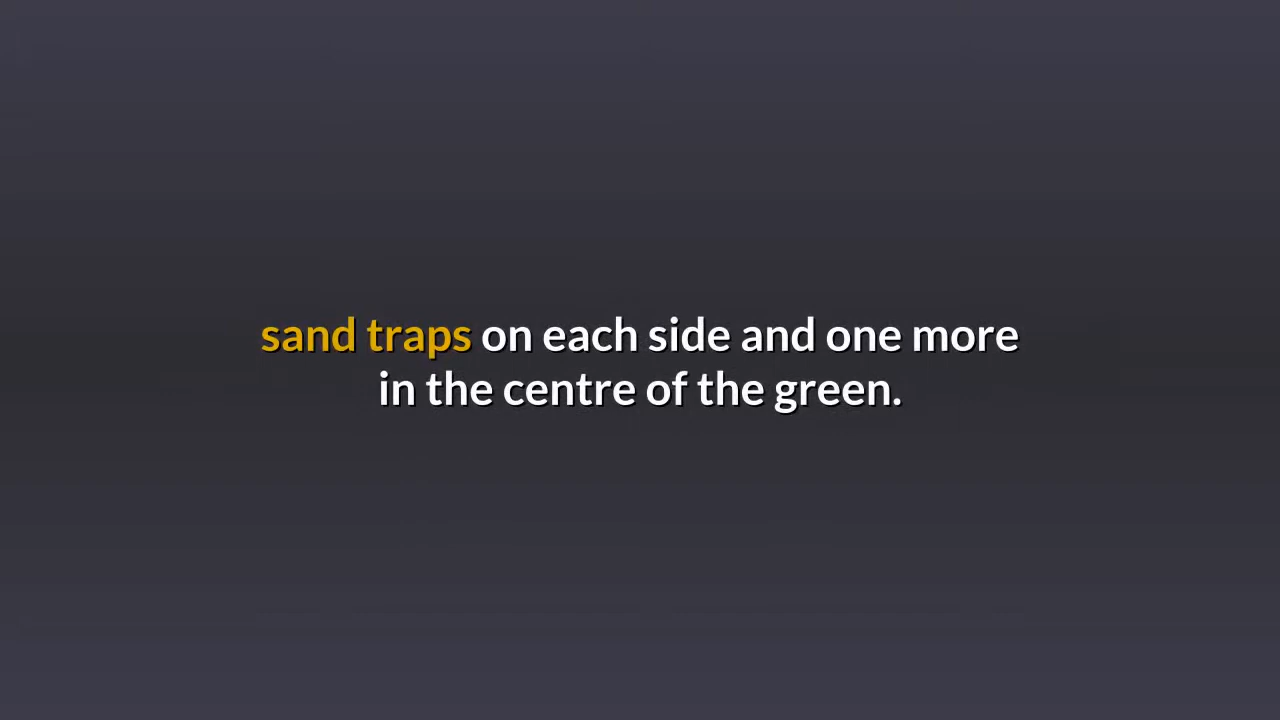 sand traps on each side and one more
in the centre of the green.